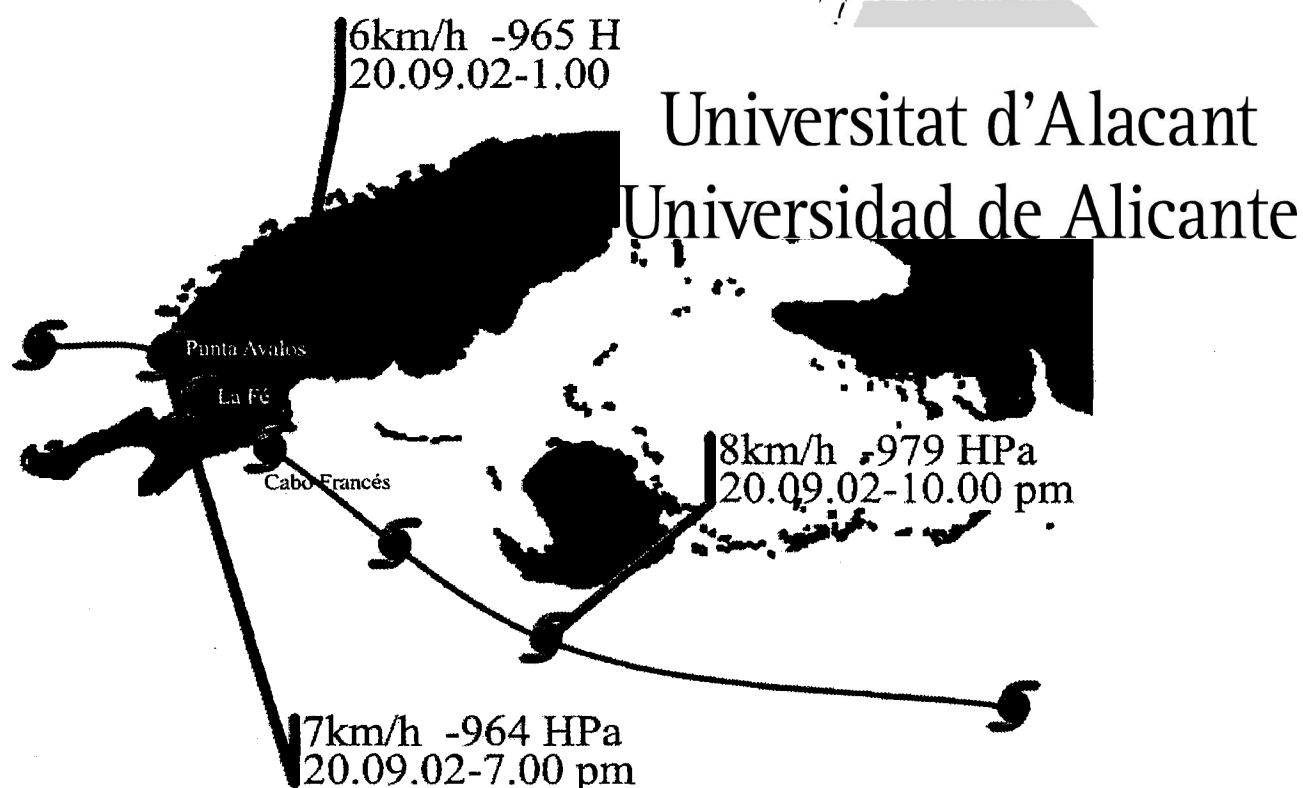 6km/h -965 H
20.09.02-1.00
Universitat d'Alacant
Universidad de Alicante
Punta Avalos
La Fé
Cabo Francés
8km/h -979 HPa
20.09.02-10.00 pm
7km/h -964 HPa
20.09.02-7.00 pm